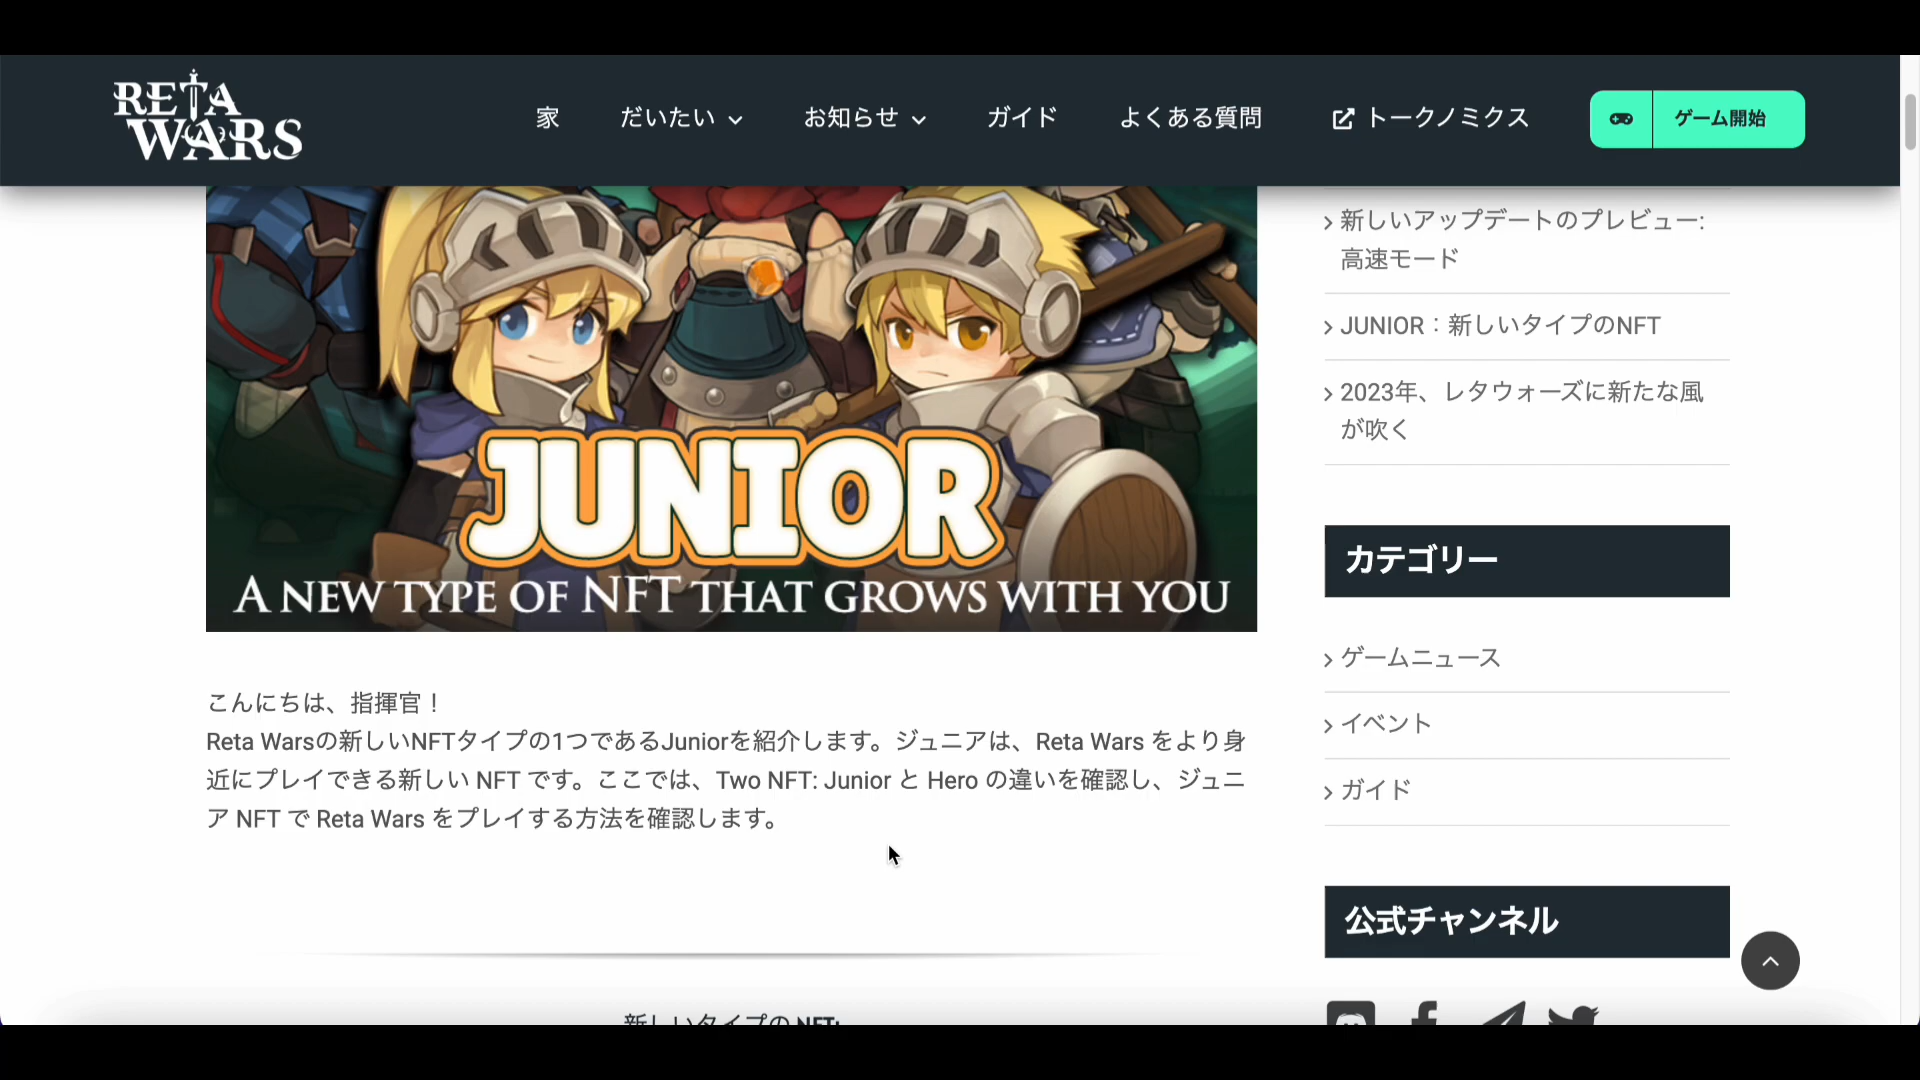 RETA
WARS
家
だいたい
お知らせ
ガイド
よくある質問
トークノミクス
ゲーム開始
JUNIOR
A NEW TYPE OF NFT THAT GROWS WITH YOU
こんにちは、指揮官！
Reta Warsの新しいNFTタイプの1つであるJuniorを紹介します。ジュニアは、Reta Wars をより身
近にプレイできる新しい NFT です。ここでは、Two NFT: Junior と Hero の違いを確認し、ジュニ
ア NFT で Reta Wars をプレイする方法を確認します。
新しいタイプの NFT:
新しいアップデートのプレビュー:
高速モード
JUNIOR：新しいタイプのNFT
2023年、レタウォーズに新たな風
が吹く
カテゴリー
ゲームニュース
イベント
ガイド
公式チャンネル